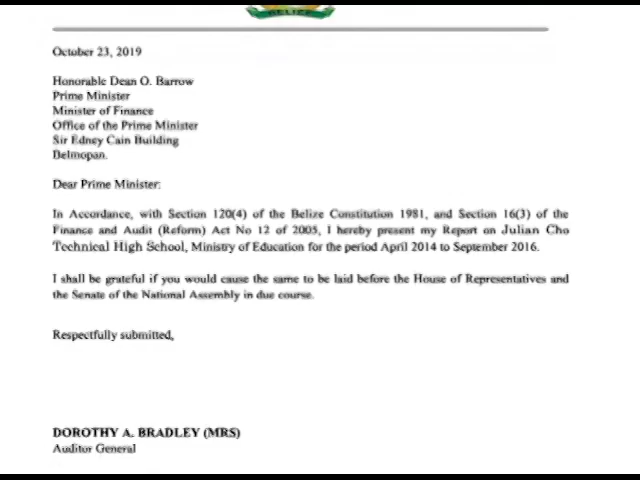 BELIZE
October 23, 2019
Honorable Dean O. Barrow
Prime Minister
Minister of Finance
Office of the Prime Minister
Sir Edney Cain Building
Belmopan.
Dear Prime Minister:
In Accordance, with Section 120(4) of the Belize Constitution 1981, and Section 16(3) of the
Finance and Audit (Reform) Act No 12 of 2005, I hereby present my Report on Julian Cho
Technical High School, Ministry of Education for the period April 2014 to September 2016.
I shall be grateful if you would cause the same to be laid before the House of Representatives and
the Senate of the National Assembly in due course.
Respectfully submitted,
DOROTHY A. BRADLEY (MRS)
Auditor General